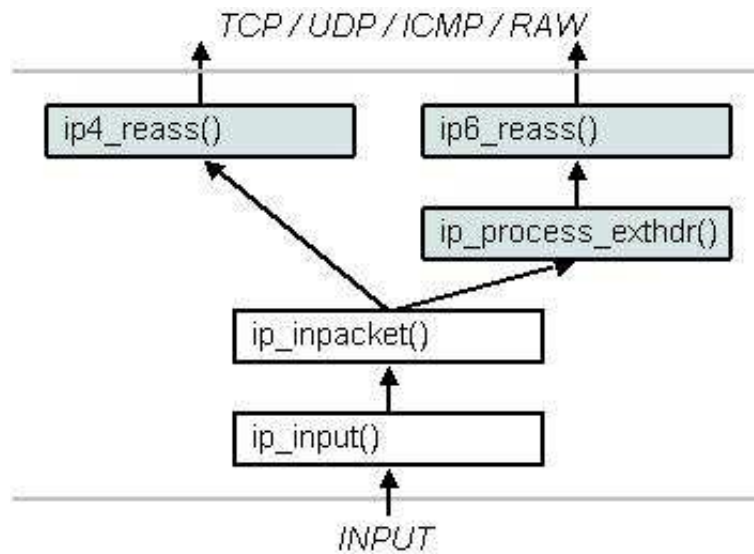 TCP / UDP / ICMP / RAW
ip4_reass()
ip6_reass()
ip_process_exthdr()
ip_inpacket()
ip_input()
INPUT